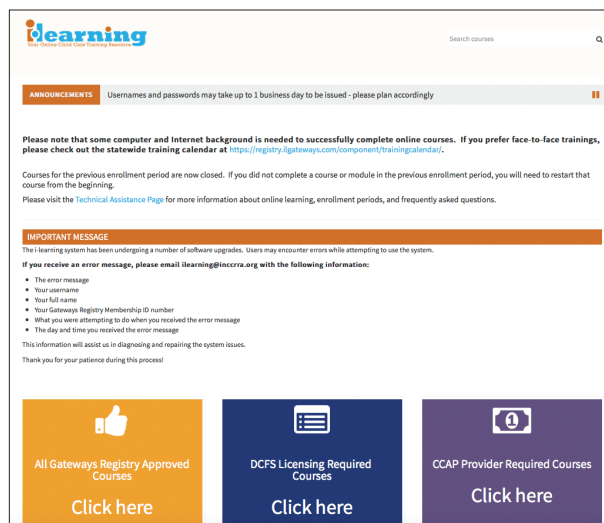 ilearning
Your Online Child Care Training Resource
Search courses
ANNOUNCEMENTS Usernames and passwords may take up to 1 business day to be issued - please plan accordingly
Please note that some computer and Internet background is needed to successfully complete online courses. If you prefer face-to-face trainings,
please check out the statewide training calendar at https://registry.ilgateways.com/component/trainingcalendar/.
Courses for the previous enrollment period are now closed. If you did not complete a course or module in the previous enrollment period, you will need to restart that
course from the beginning.
Please visit the Technical Assistance Page for more information about online learning, enrollment periods, and frequently asked questions.
IMPORTANT MESSAGE
The i-learning system has been undergoing a number of software upgrades. Users may encounter errors while attempting to use the system.
If you receive an error message, please email ilearning@inccrra.org with the following information:
• The error message
• Your username
• Your full name
• Your Gateways Registry Membership ID number
• What you were attempting to do when you received the error message
• The day and time you received the error message
This information will assist us in diagnosing and repairing the system issues.
Thank you for your patience during this process!
All Gateways Registry Approved
Courses
Click here
DCFS Licensing Required
Courses
Click here
1
CCAP Provider Required Courses
Click here